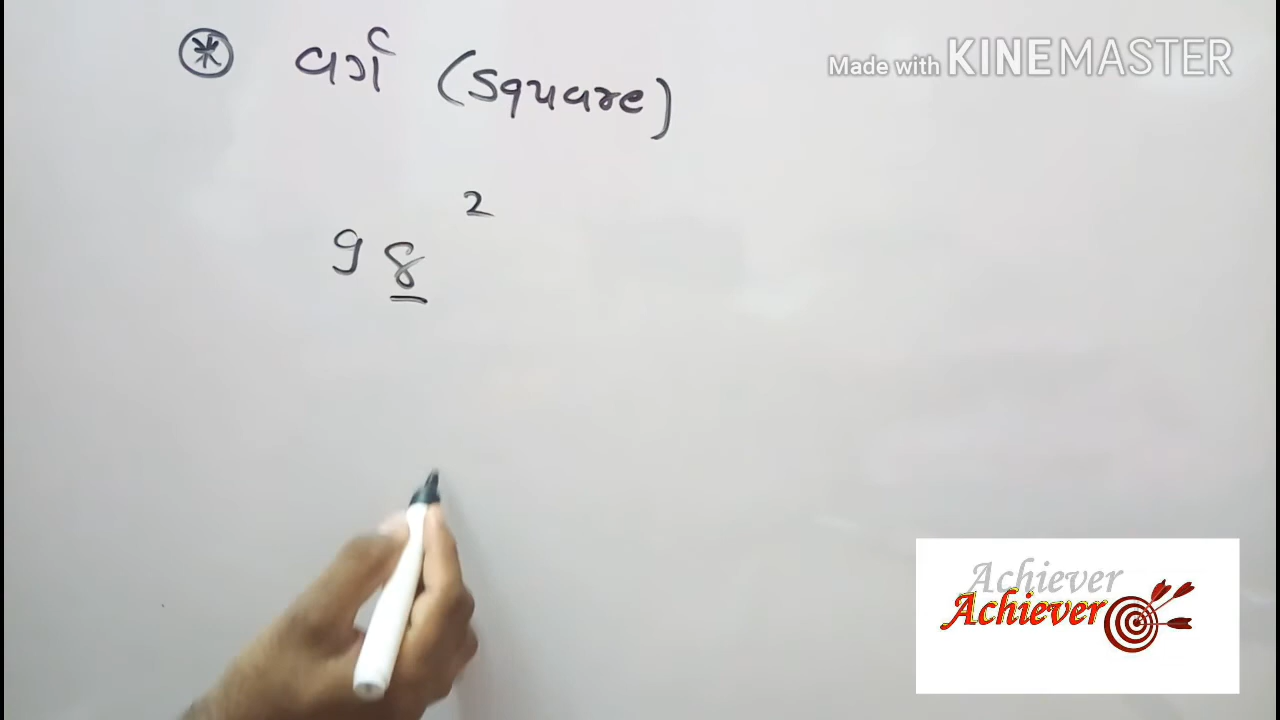 * વર્ગ (square)
Made with KINEMASTER
98²
Achiever
Achiever